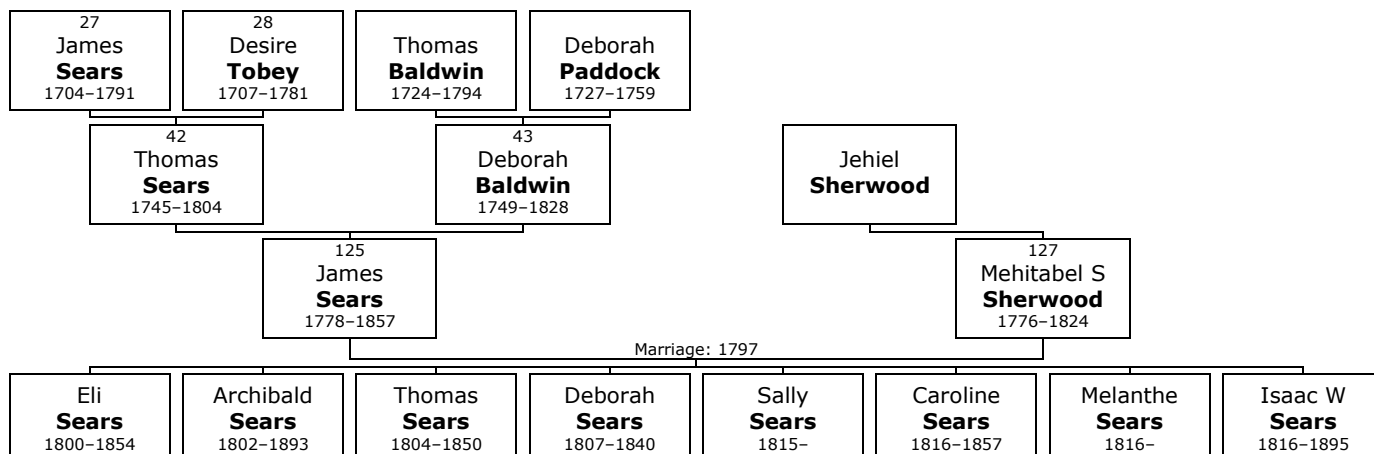 27
James
Sears
1704–1791
28
Desire
Tobey
1707–1781
Thomas
Baldwin
1724–1794
Deborah
Paddock
1727–1759
42
Thomas
Sears
1745–1804
43
Deborah
Baldwin
1749–1828
Jehiel
Sherwood
125
James
Sears
1778–1857
127
Mehitabel S
Sherwood
1776–1824
Marriage: 1797
Eli
Sears
1800–1854
Archibald
Sears
1802–1893
Thomas
Sears
1804–1850
Deborah
Sears
1807–1840
Sally
Sears
1815–
Caroline
Sears
1816–1857
Melanthe
Sears
1816–
Isaac W
Sears
1816–1895